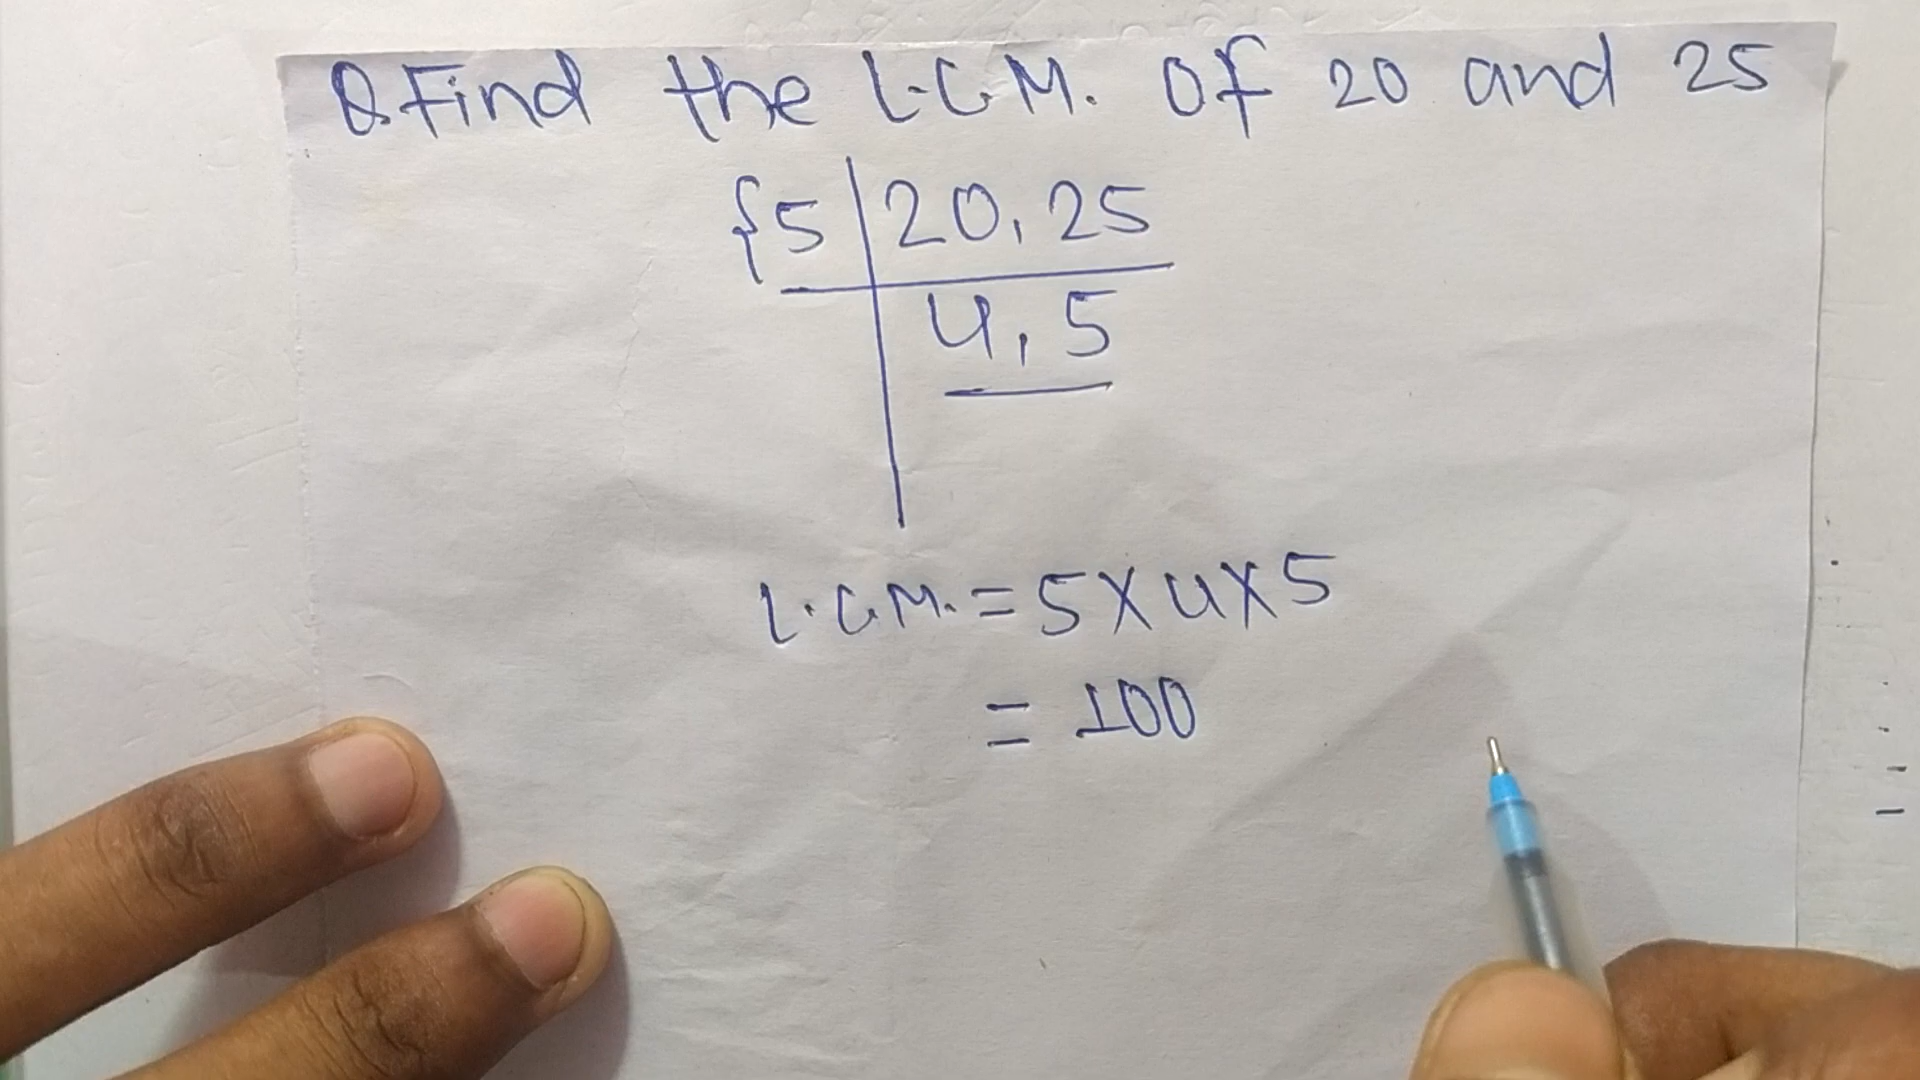 Q. Find the L.C.M. of 20 and 25
{5 | 20, 25
4, 5
L.C.M. = 5 X 4 X 5
= 100